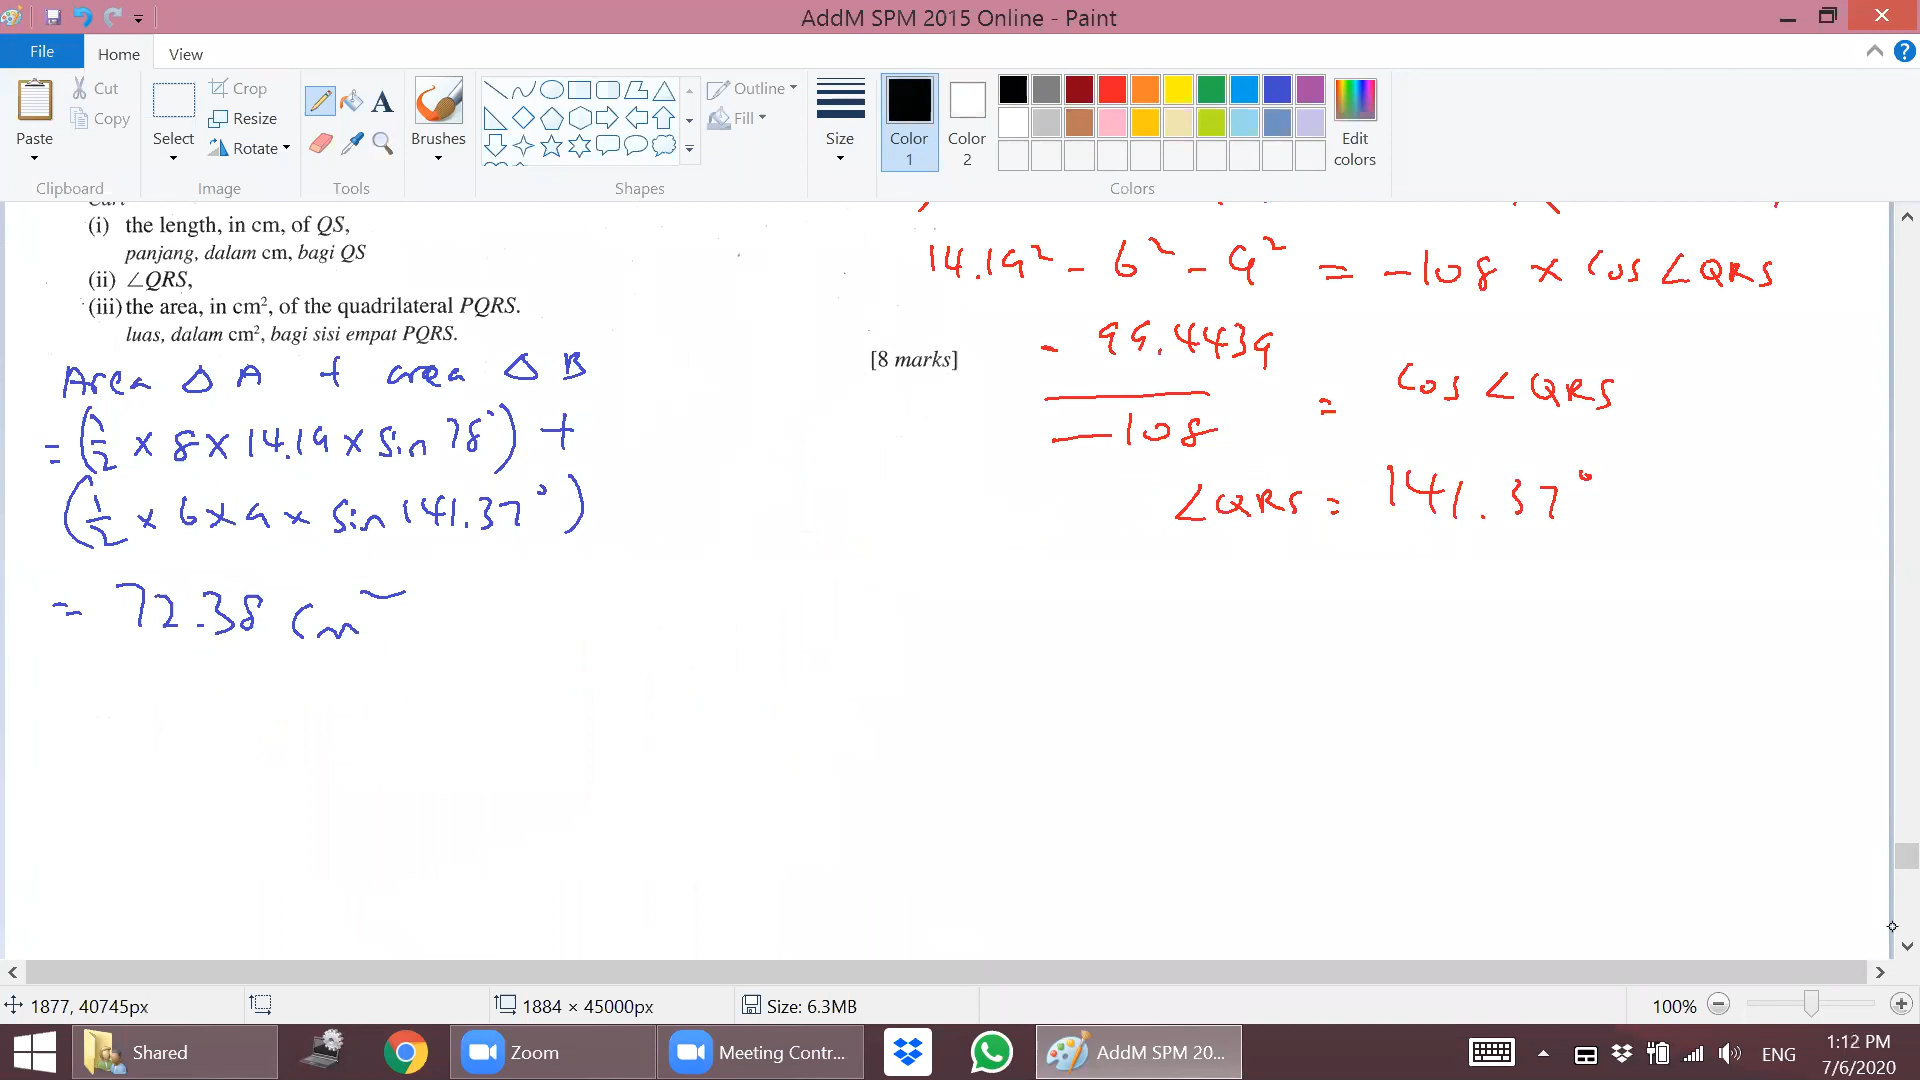 AddM SPM 2015 Online - Paint
File
Home
View
Paste
Cut
Copy
Clipboard
Select
Crop
Resize
Rotate
Image
Tools
A
Brushes
Shapes
Outline
Fill
Size
Color 1
Color 2
Edit colors
Colors
(i) the length, in cm, of QS,
panjang, dalam cm, bagi QS
(ii) ∠QRS,
(iii) the area, in cm², of the quadrilateral PQRS.
luas, dalam cm², bagi sisi empat PQRS.
[8 marks]
Area Δ A + area Δ B
= (1/2 × 8 × 14.19 × sin 78°) +
(1/2 × 6 × 9 × sin 141.37°)
= 72.38 cm²
14.19² - 6² - 9² = -108 × cos ∠QRS
- 99.4439
-108
= cos ∠QRS
∠QRS = 141.37°
1877, 40745px
1884 × 45000px
Size: 6.3MB
100%
Shared
Zoom
Meeting Contr...
AddM SPM 20...
ENG
1:12 PM
7/6/2020